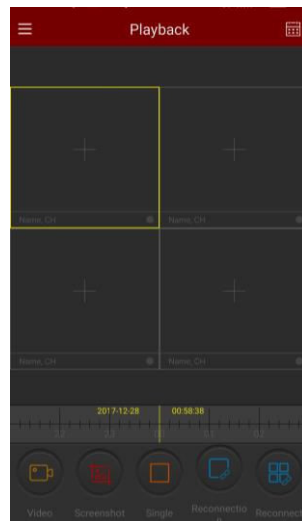 Playback
Name, CH
Name, CH
Name, CH
Name, CH
2017-12-28 00:58:38
Video
Screenshot
Single
Reconnectio
n
Reconnect